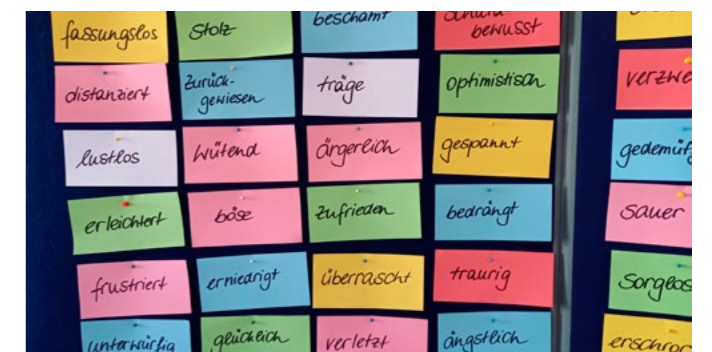 fassungslos
Stolz
beschämt
bewusst
distanziert
Zurück-
gewiesen
träge
optimistisch
lustlos
wütend
ärgerlich
gespannt
erleichtert
böse
zufrieden
bedrängt
sauer
frustriert
erniedrigt
überrascht
traurig
unterwürfig
glücklich
verletzt
ängstlich